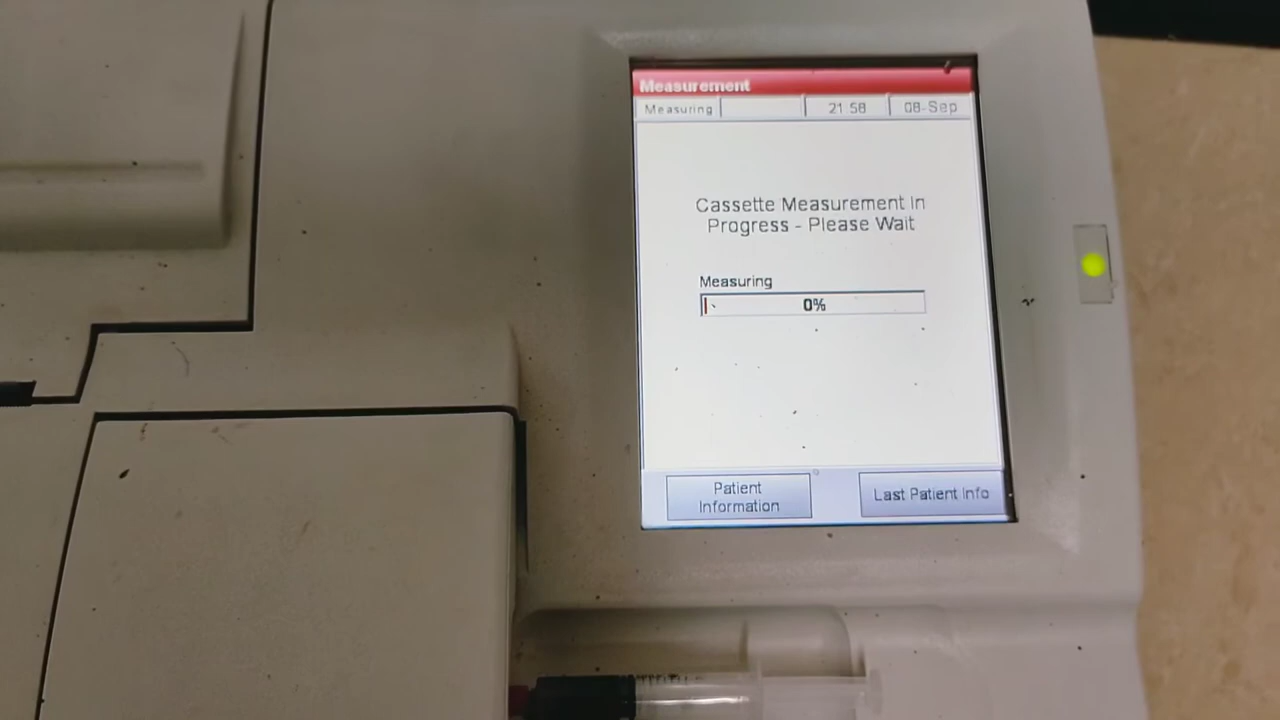 Measurement
Measuring 21:58 08-Sep
Cassette Measurement In
Progress - Please Wait
Measuring
0%
Patient
Information
Last Patient Info